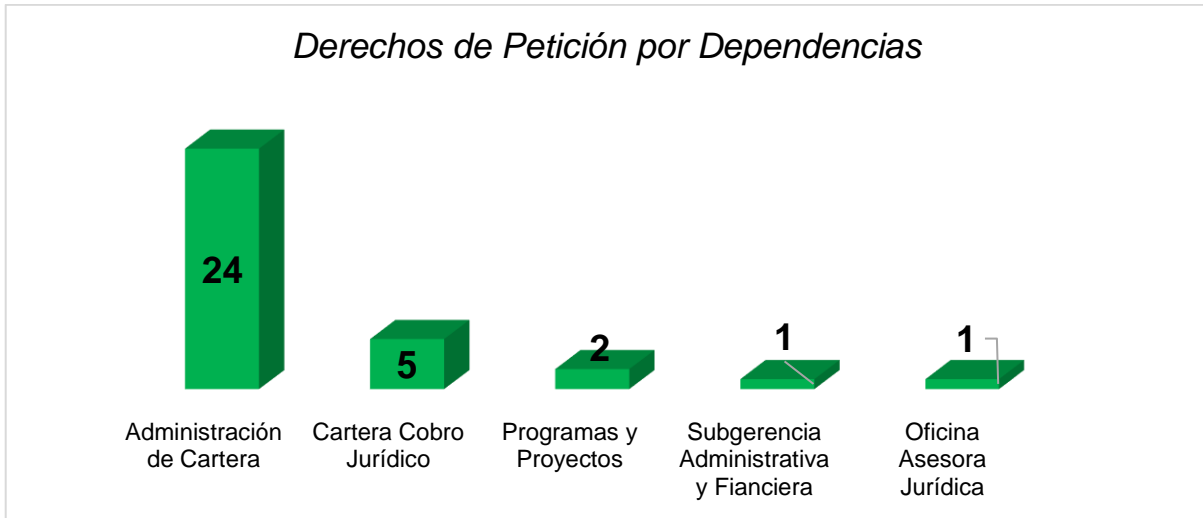 Derechos de Petición por Dependencias
24
5
2
1
1
Administración
de Cartera
Cartera Cobro
Jurídico
Programas y
Proyectos
Subgerencia
Administrativa
y Fianciera
Oficina
Asesora
Jurídica